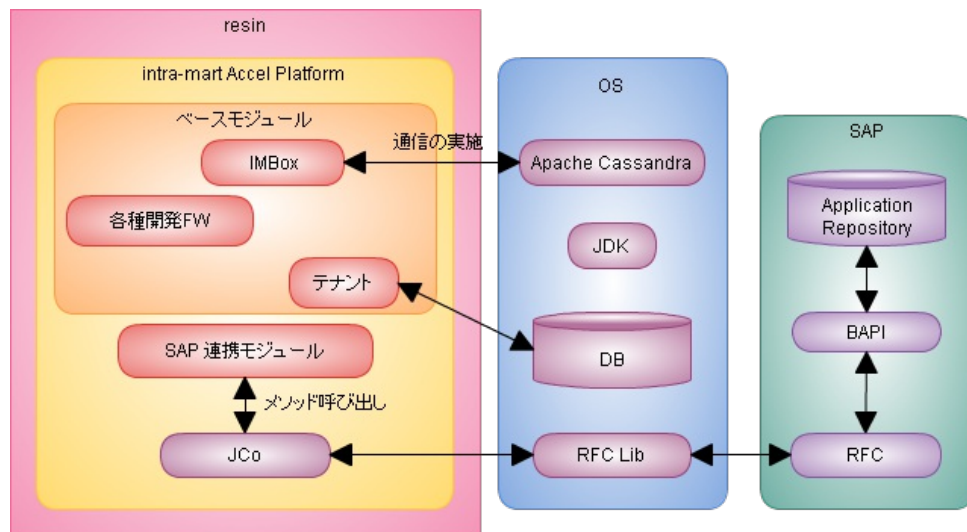 resin
intra-mart Accel Platform
ベースモジュール
IMBox
各種開発FW
テナント
SAP 連携モジュール
メソッド呼び出し
JCo
通信の実施
OS
Apache Cassandra
JDK
DB
RFC Lib
SAP
Application
Repository
BAPI
RFC